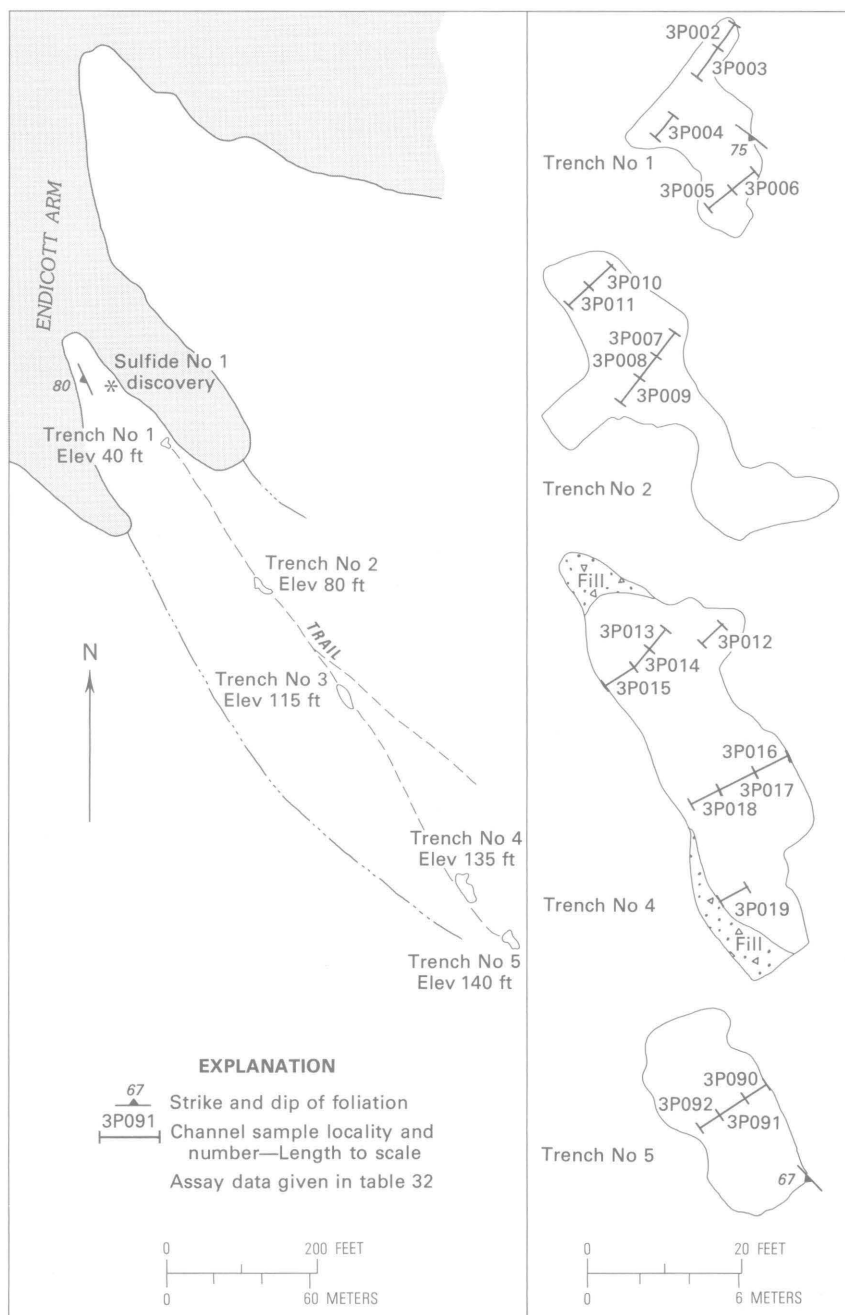 ENDICOTT ARM
Sulfide No 1
discovery
80
Trench No 1
Elev 40 ft
Trench No 2
Elev 80 ft
TRAIL
N
Trench No 3
Elev 115 ft
Trench No 4
Elev 135 ft
Trench No 5
Elev 140 ft
EXPLANATION
67
Strike and dip of foliation
3P091
Channel sample locality and
number—Length to scale
Assay data given in table 32
0 200 FEET
0 60 METERS
3P002
3P003
3P004
75
Trench No 1
3P005
3P006
3P010
3P011
3P007
3P008
3P009
Trench No 2
Fill
3P013
3P012
3P014
3P015
3P016
3P017
3P018
3P019
Trench No 4
Fill
3P090
3P092
3P091
Trench No 5
67
0 20 FEET
0 6 METERS